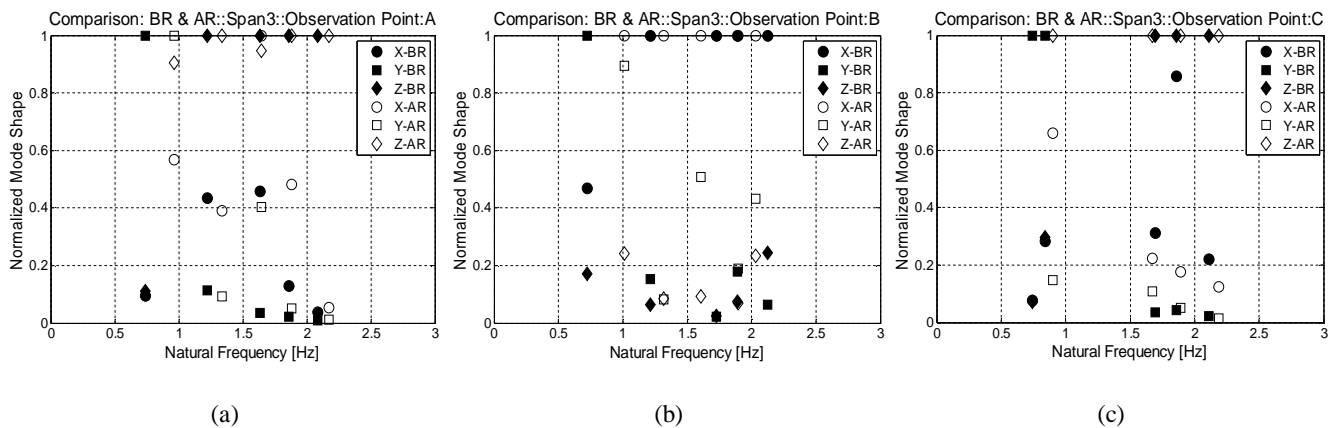 Comparison: BR & AR::Span3::Observation Point:A
1
0.8
0.6
0.4
0.2
0
Normalized Mode Shape
X-BR
Y-BR
Z-BR
X-AR
Y-AR
Z-AR
0 0.5 1 1.5 2 2.5 3
Natural Frequency [Hz]
(a)
Comparison: BR & AR::Span3::Observation Point:B
1
0.8
0.6
0.4
0.2
0
Normalized Mode Shape
X-BR
Y-BR
Z-BR
X-AR
Y-AR
Z-AR
0 0.5 1 1.5 2 2.5 3
Natural Frequency [Hz]
(b)
Comparison: BR & AR::Span3::Observation Point:C
1
0.8
0.6
0.4
0.2
0
Normalized Mode Shape
X-BR
Y-BR
Z-BR
X-AR
Y-AR
Z-AR
0 0.5 1 1.5 2 2.5 3
Natural Frequency [Hz]
(c)